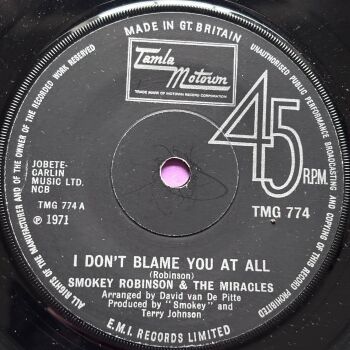 MADE IN GT. BRITAIN
Tamla Motown
TRADE MARK OF MOTOWN RECORD CORPORATION
45 R.P.M.
JOBETE-
CARLIN
MUSIC LTD.
NCB
TMG 774A
℗ 1971
TMG 774
I DON'T BLAME YOU AT ALL
(Robinson)
SMOKEY ROBINSON & THE MIRACLES
Arranged by David van De Pitte
Produced by "Smokey" and
Terry Johnson
E.M.I. RECORDS LIMITED
ALL RIGHTS OF THE MANUFACTURER AND OF THE OWNER OF THE RECORDED WORK RESERVED
UNAUTHORISED PUBLIC PERFORMANCE BROADCASTING AND COPYING OF THIS RECORD PROHIBITED